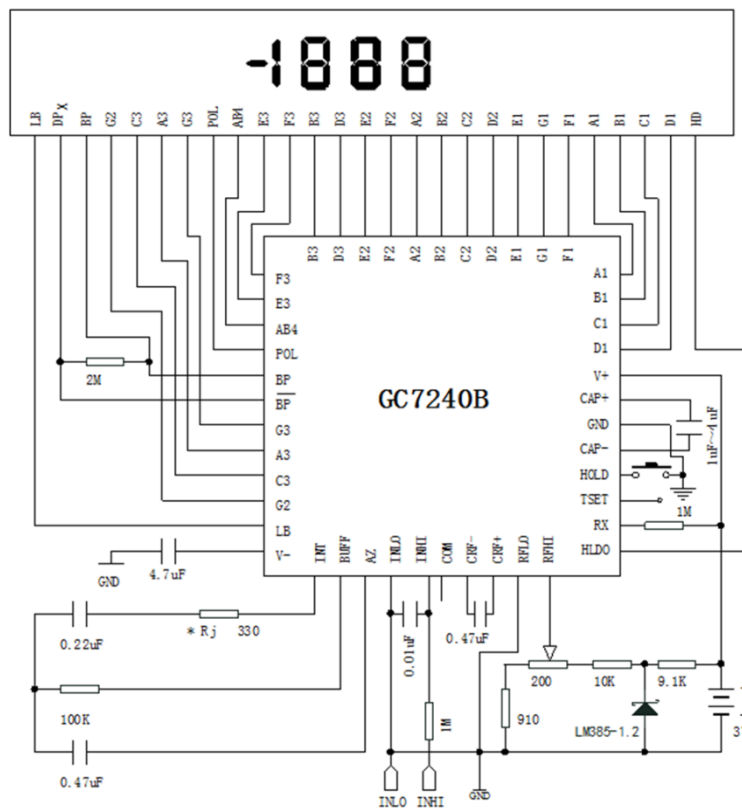 -1888
LB DPX BP G2 C3 A3 G3 POL AB4 E3 F3 B3 D3 E2 F2 A2 B2 C2 D2 E1 G1 F1 A1 B1 C1 D1 HD
B3 D3 E2 F2 A2 B2 C2 D2 E1 G1 F1
F3 A1
E3 B1
AB4 C1
POL D1
2M BP V+
BP GC7240B CAP+
G3 GND 1uF~4uF
A3 CAP-
C3 HOLD
G2 TSET
LB RX 1M
V- INT BUFF AZ INLO INHI COM CRF- CRF+ RFLO RFHI HLDO
GND 4.7uF
0.22uF *Rj 330 0.01uF 0.47uF
200 10K 9.1K
100K 1M 910 LM385-1.2
0.47uF
INLO INHI GND